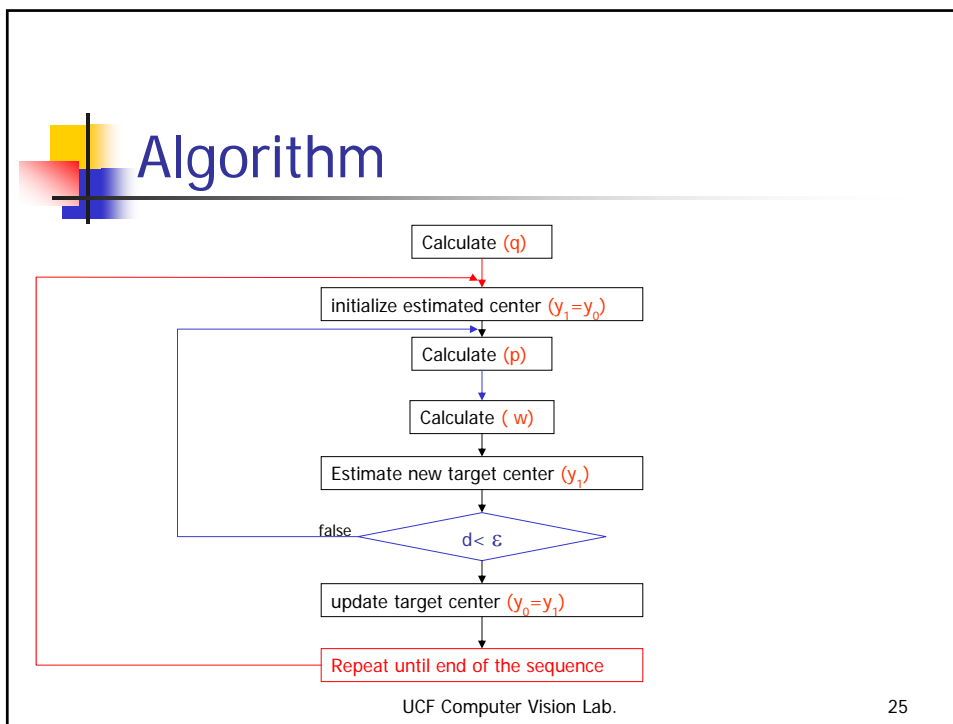 Algorithm
Calculate (q)
initialize estimated center (y₁=y₀)
Calculate (p)
Calculate ( w)
Estimate new target center (y₁)
false
d< ε
update target center (y₀=y₁)
Repeat until end of the sequence
UCF Computer Vision Lab. 25